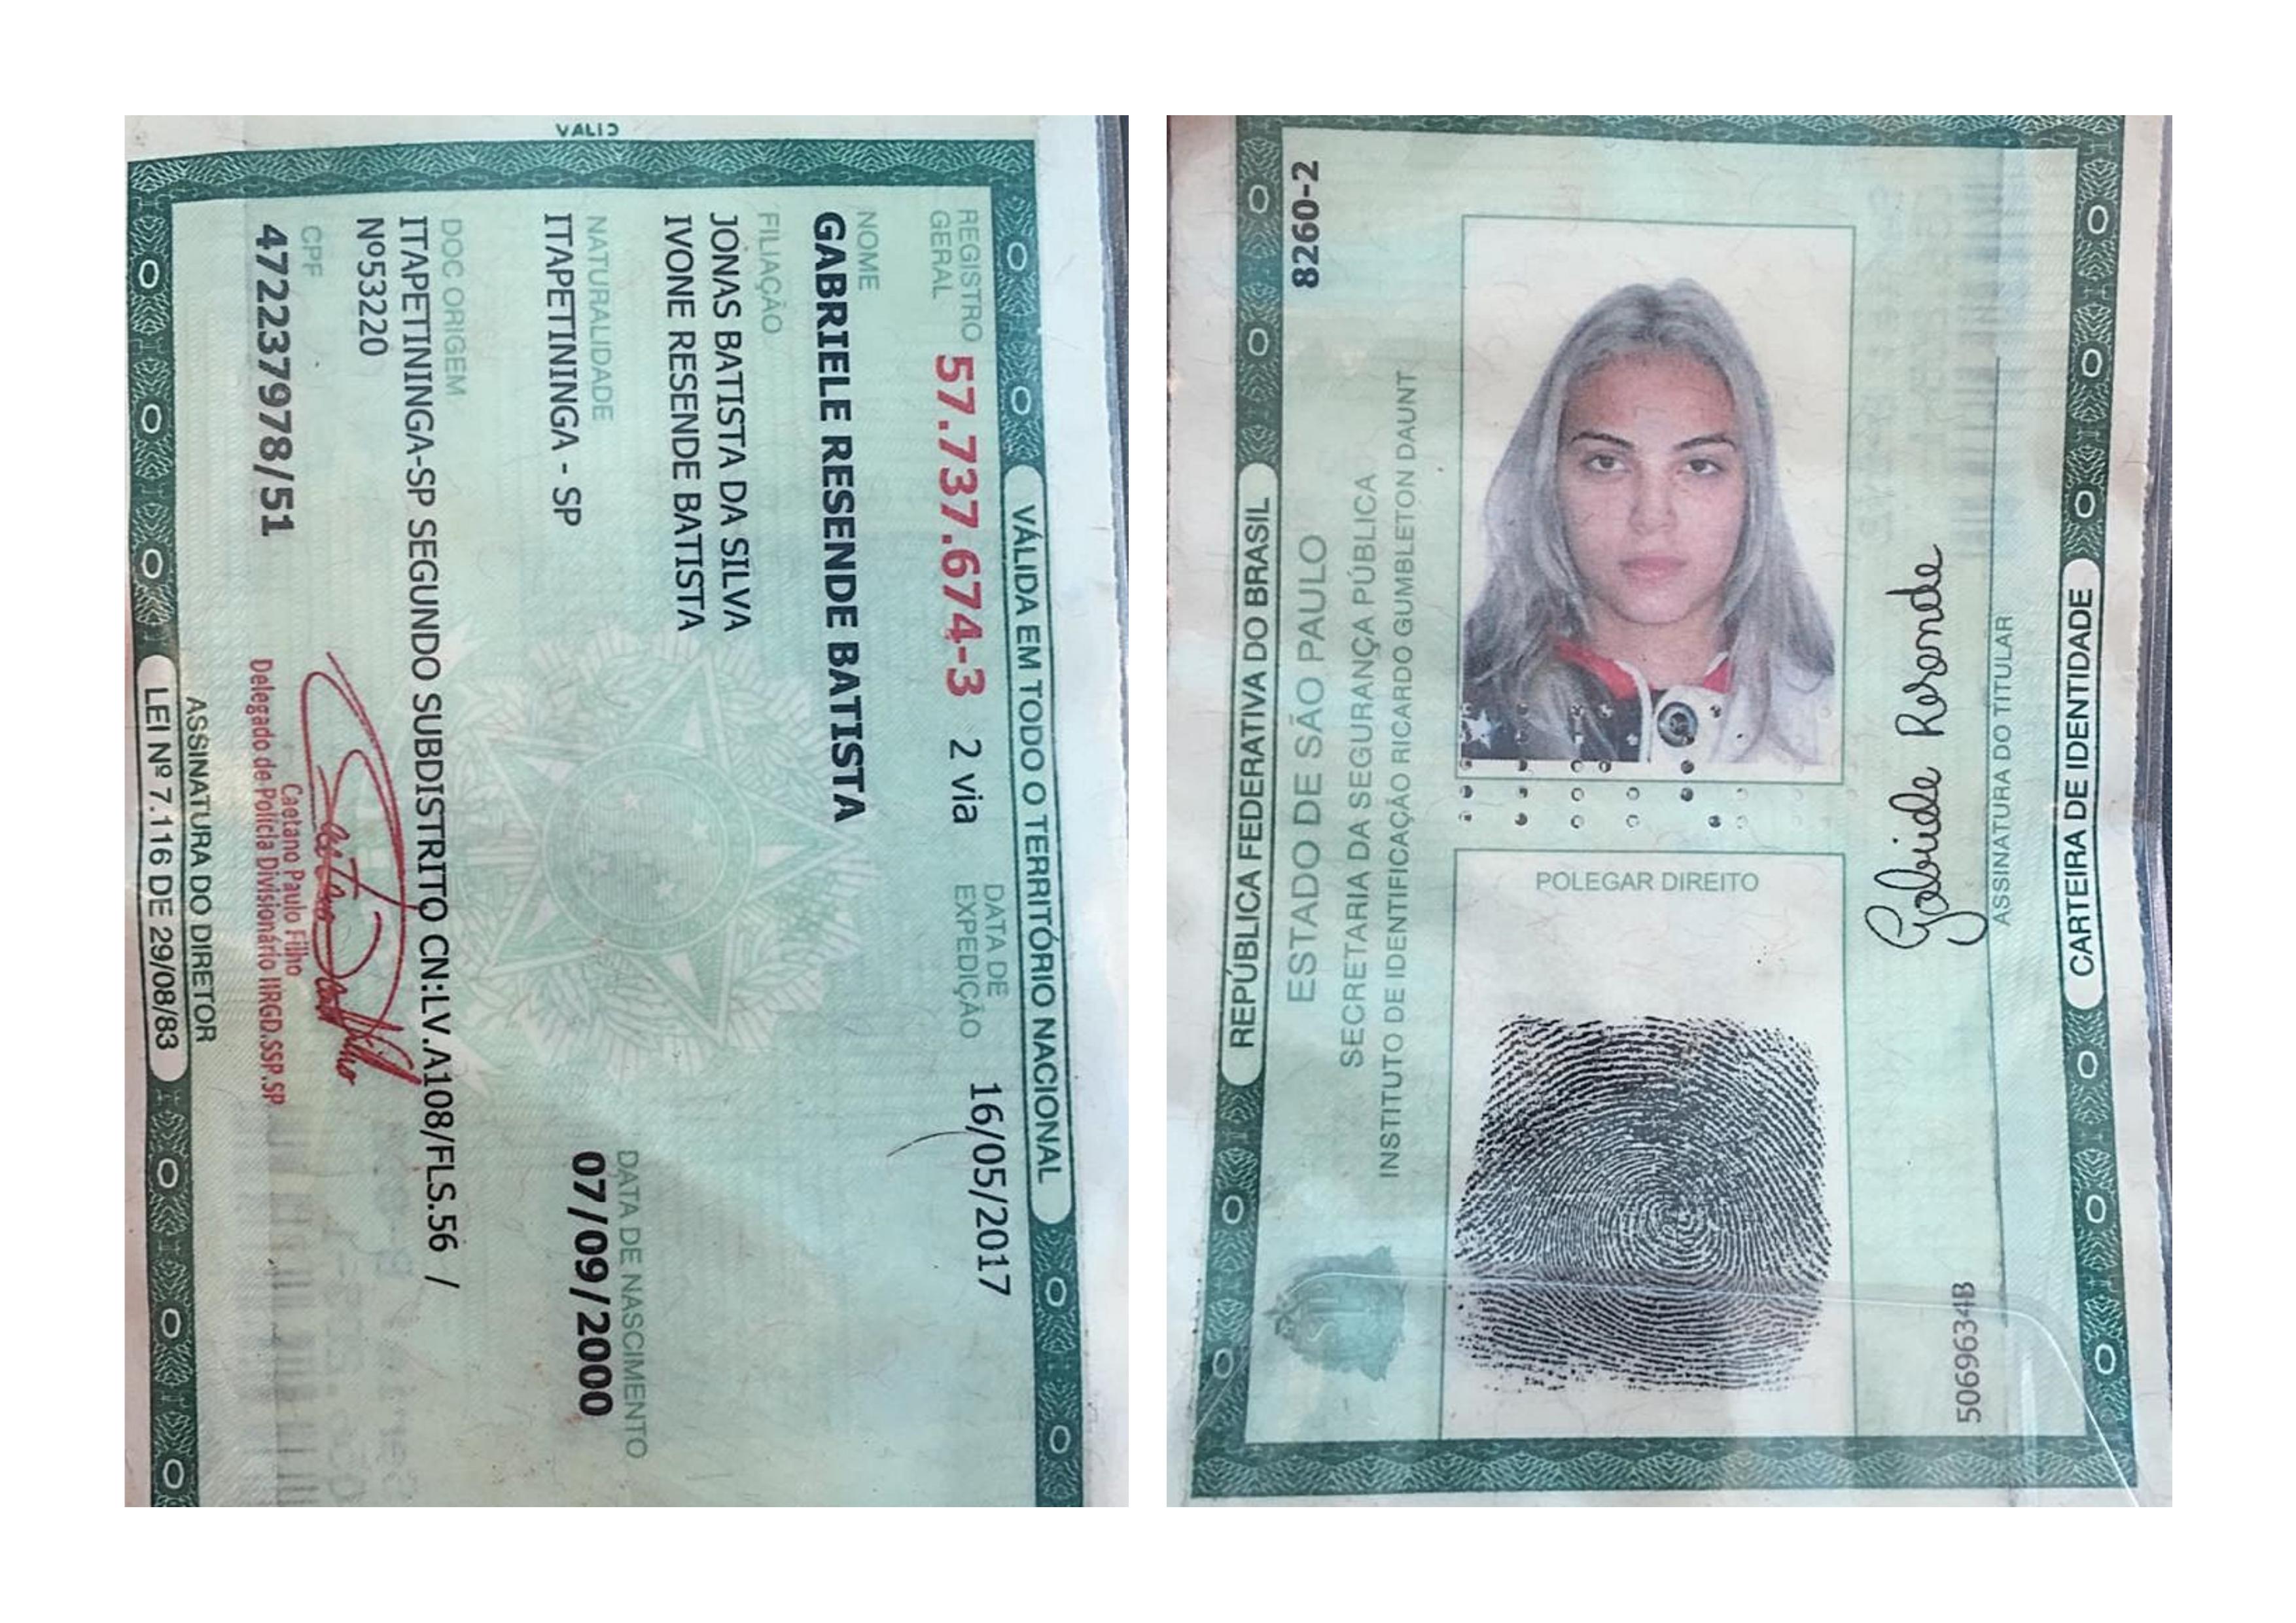 VALID
VÁLIDA EM TODO O TERRITÓRIO NACIONAL
REGISTRO GERAL 57.737.674-3 2 via DATA DE EXPEDIÇÃO 16/05/2017
NOME
GABRIELE RESENDE BATISTA
FILIAÇÃO
JONAS BATISTA DA SILVA
IVONE RESENDE BATISTA
NATURALIDADE DATA DE NASCIMENTO
ITAPETININGA - SP 07/09/2000
DOC ORIGEM
ITAPETININGA-SP SEGUNDO SUBDISTRITO CN:LV.A108/FLS.56 /
Nº53220
CPF
472237978/51
Caetano Paulo Filho
Delegado de Polícia Divisionário IIRGD.SSP.SP
ASSINATURA DO DIRETOR
LEI Nº 7.116 DE 29/08/83
REPÚBLICA FEDERATIVA DO BRASIL
8260-2
ESTADO DE SÃO PAULO
SECRETARIA DA SEGURANÇA PÚBLICA
INSTITUTO DE IDENTIFICAÇÃO RICARDO GUMBLETON DAUNT
POLEGAR DIREITO
Gabriele Resende
5069634B
ASSINATURA DO TITULAR
CARTEIRA DE IDENTIDADE